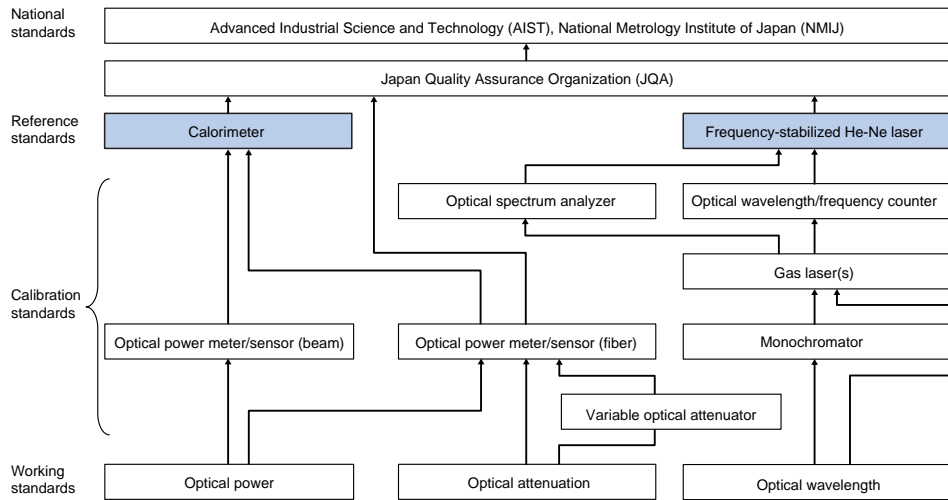 National
standards
Advanced Industrial Science and Technology (AIST), National Metrology Institute of Japan (NMIJ)
Japan Quality Assurance Organization (JQA)
Reference
standards
Calorimeter
Frequency-stabilized He-Ne laser
Optical spectrum analyzer
Optical wavelength/frequency counter
Gas laser(s)
Calibration
standards
Optical power meter/sensor (beam)
Optical power meter/sensor (fiber)
Monochromator
Variable optical attenuator
Working
standards
Optical power
Optical attenuation
Optical wavelength